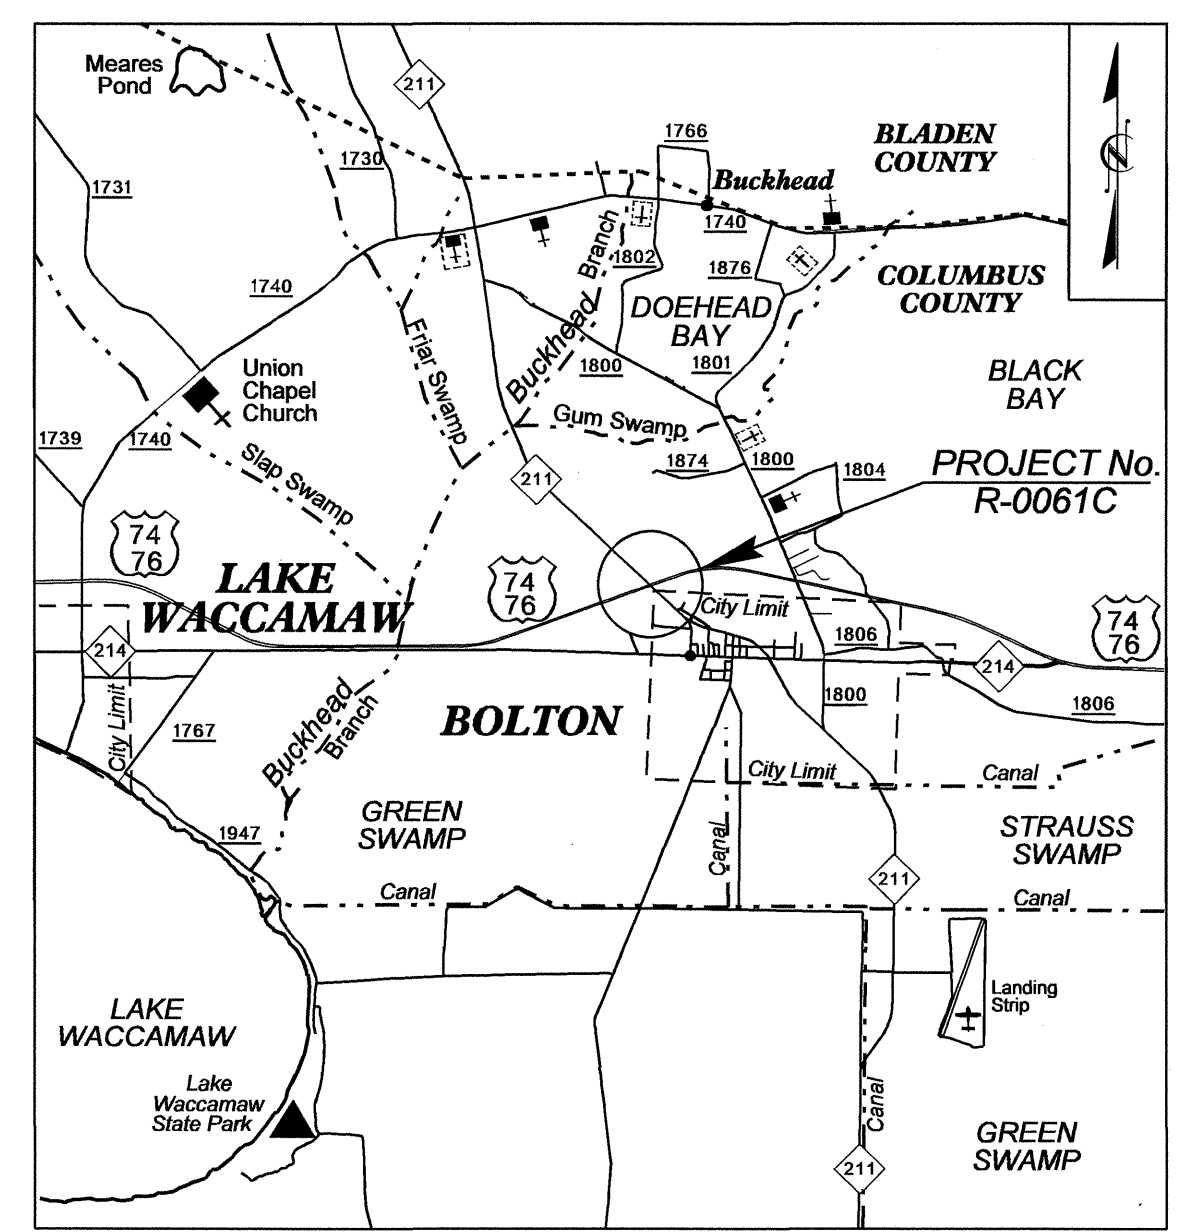 Meares
Pond
211
BLADEN
COUNTY
1766
1730
1731
Buckhead
N
1740
1802
1876
Buckhead
Branch
COLUMBUS
COUNTY
1740
DOEHEAD
BAY
Friar Swamp
1800
1801
Union
Chapel
Church
BLACK
BAY
Gum Swamp
1739
1740
Slap Swamp
1874
1800
1804
PROJECT No.
R-0061C
211
74
76
LAKE
WACCAMAW
74
76
City Limit
74
76
214
1806
214
City Limit
1767
Buckhead
Branch
BOLTON
1800
1806
City Limit
Canal
GREEN
SWAMP
Canal
STRAUSS
SWAMP
1947
Canal
211
Canal
LAKE
WACCAMAW
Landing
Strip
Lake
Waccamaw
State Park
Canal
GREEN
SWAMP
211